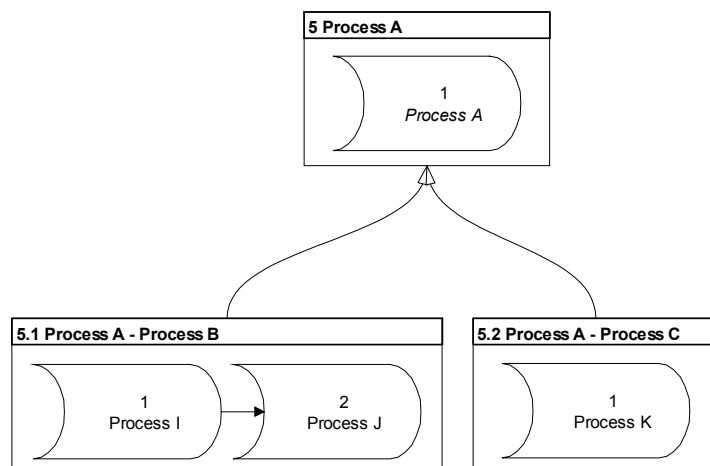 5 Process A
1
Process A
5.1 Process A - Process B
1
Process I
2
Process J
5.2 Process A - Process C
1
Process K